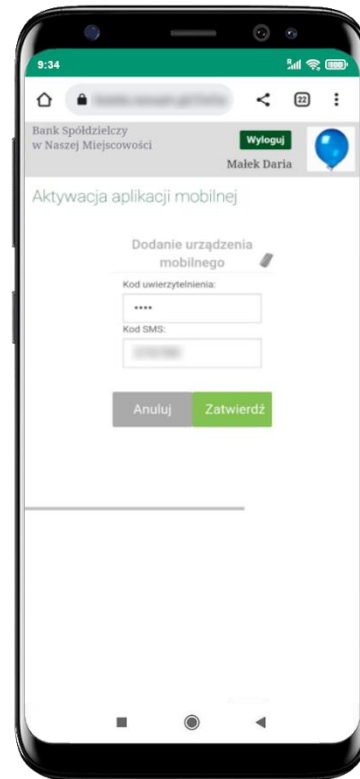 9:34
22
Bank Spółdzielczy
w Naszej Miejscowości
Wyloguj
Małek Daria
Aktywacja aplikacji mobilnej
Dodanie urządzenia
mobilnego
Kod uwierzytelnienia:
••••
Kod SMS:
Anuluj
Zatwierdź